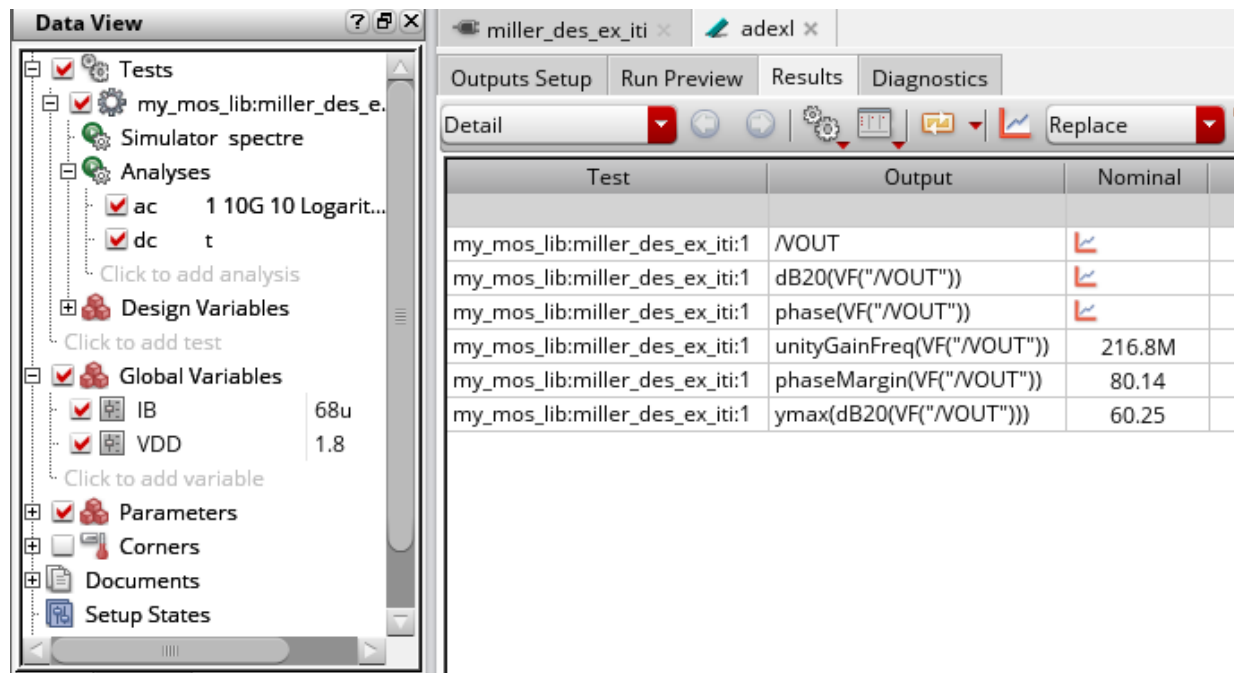 Data View
Tests
my_mos_lib:miller_des_e.
Simulator spectre
Analyses
ac 1 10G 10 Logarit...
dc t
Click to add analysis
Design Variables
Click to add test
Global Variables
IB 68u
VDD 1.8
Click to add variable
Parameters
Corners
Documents
Setup States
miller_des_ex_iti
adexl
Outputs Setup Run Preview Results Diagnostics
Detail Replace
Test Output Nominal
my_mos_lib:miller_des_ex_iti:1 /VOUT
my_mos_lib:miller_des_ex_iti:1 dB20(VF("/VOUT"))
my_mos_lib:miller_des_ex_iti:1 phase(VF("/VOUT"))
my_mos_lib:miller_des_ex_iti:1 unityGainFreq(VF("/VOUT")) 216.8M
my_mos_lib:miller_des_ex_iti:1 phaseMargin(VF("/VOUT")) 80.14
my_mos_lib:miller_des_ex_iti:1 ymax(dB20(VF("/VOUT"))) 60.25